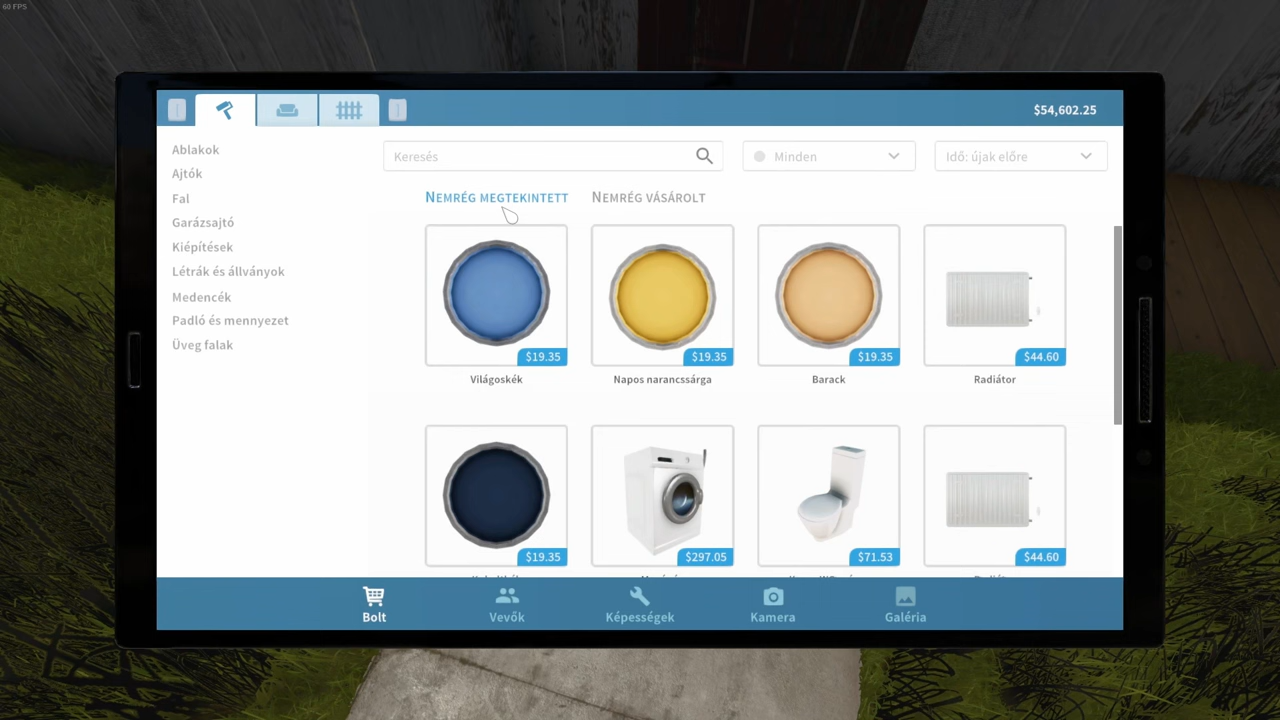 60 FPS
$54,602.25
Ablakok
Ajtók
Fal
Garázsajtó
Kiépítések
Létrák és állványok
Medencék
Padló és mennyezet
Üveg falak
Keresés
Minden
Idő: újak előre
NEMRÉG MEGTEKINTETT
NEMRÉG VÁSÁROLT
$19.35
$19.35
$19.35
$44.60
Világoskék
Napos narancssárga
Barack
Radiátor
$19.35
$297.05
$71.53
$44.60
Bolt
Vevők
Képességek
Kamera
Galéria